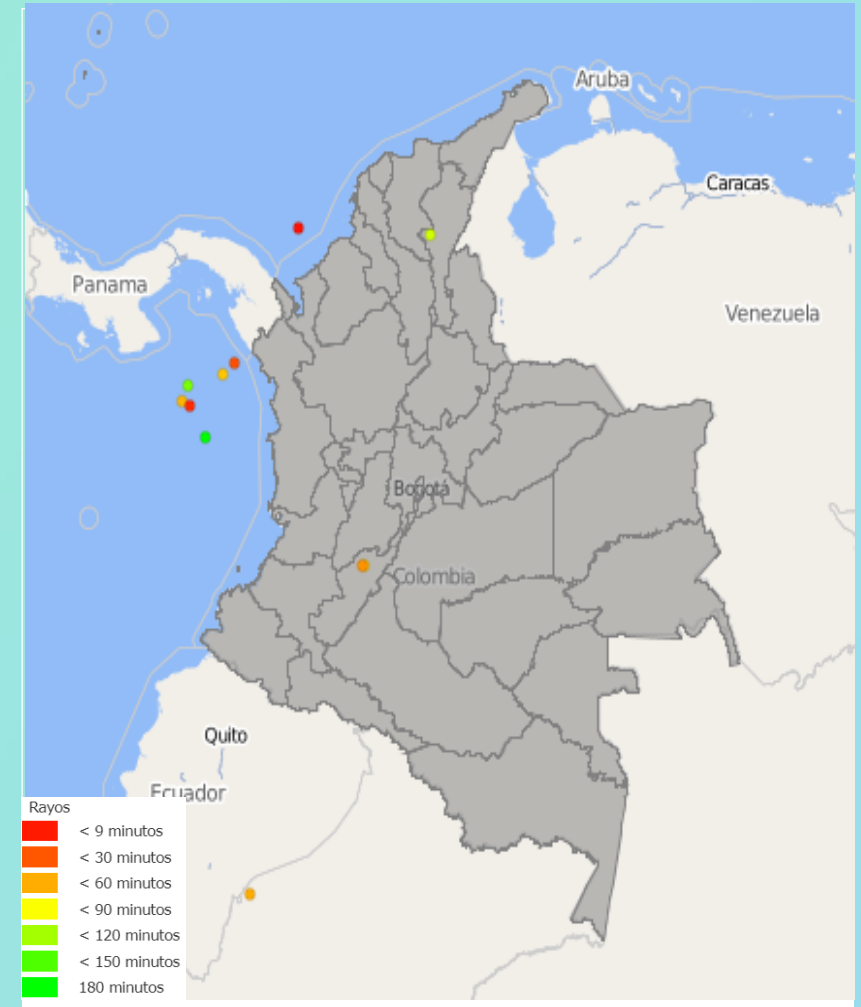 Aruba
Caracas
Panama
Venezuela
Bogotá
Colombia
Quito
Ecuador
Rayos
< 9 minutos
< 30 minutos
< 60 minutos
< 90 minutos
< 120 minutos
< 150 minutos
180 minutos